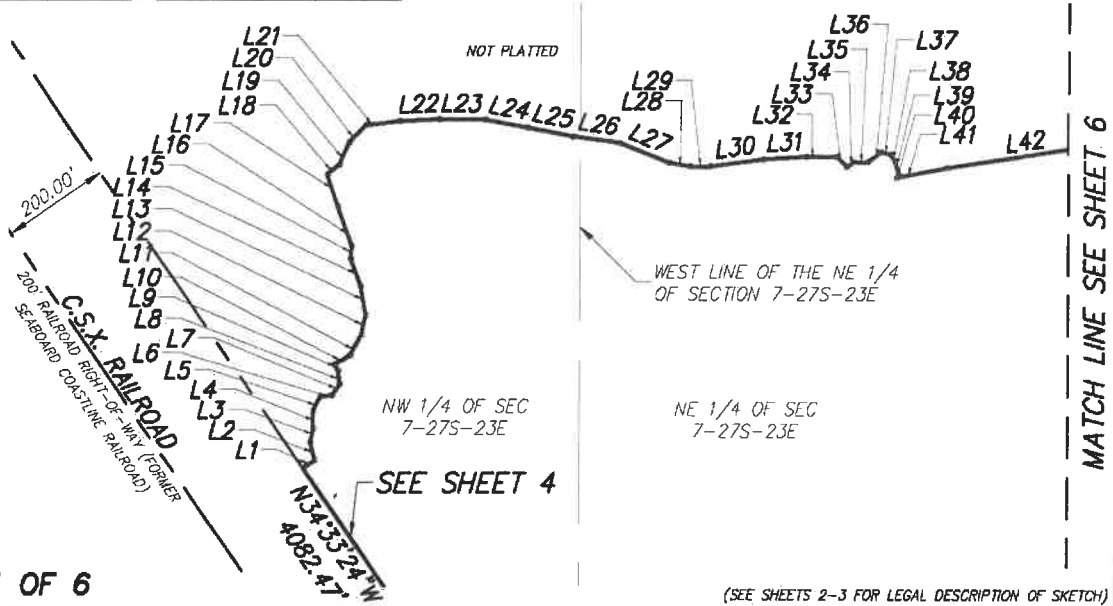 L21
L20
L19
L18
L17
L16
L15
L14
L13
L12
L11
L10
L9
L8
L7
L6
L5
L4
L3
L2
L1
NOT PLATTED
L22
L23
L24
L25
L26
L27
L28
L29
L30
L31
L32
L33
L34
L35
L36
L37
L38
L39
L40
L41
L42
200.00'
C.S.X. RAILROAD
200' RAILROAD RIGHT-OF-WAY (FORMER
SEABOARD COASTLINE RAILROAD)
WEST LINE OF THE NE 1/4
OF SECTION 7-27S-23E
NW 1/4 OF SEC
7-27S-23E
NE 1/4 OF SEC
7-27S-23E
SEE SHEET 4
N34°33'24"W
4082.47'
MATCH LINE SEE SHEET 6
OF 6
(SEE SHEETS 2-3 FOR LEGAL DESCRIPTION OF SKETCH)